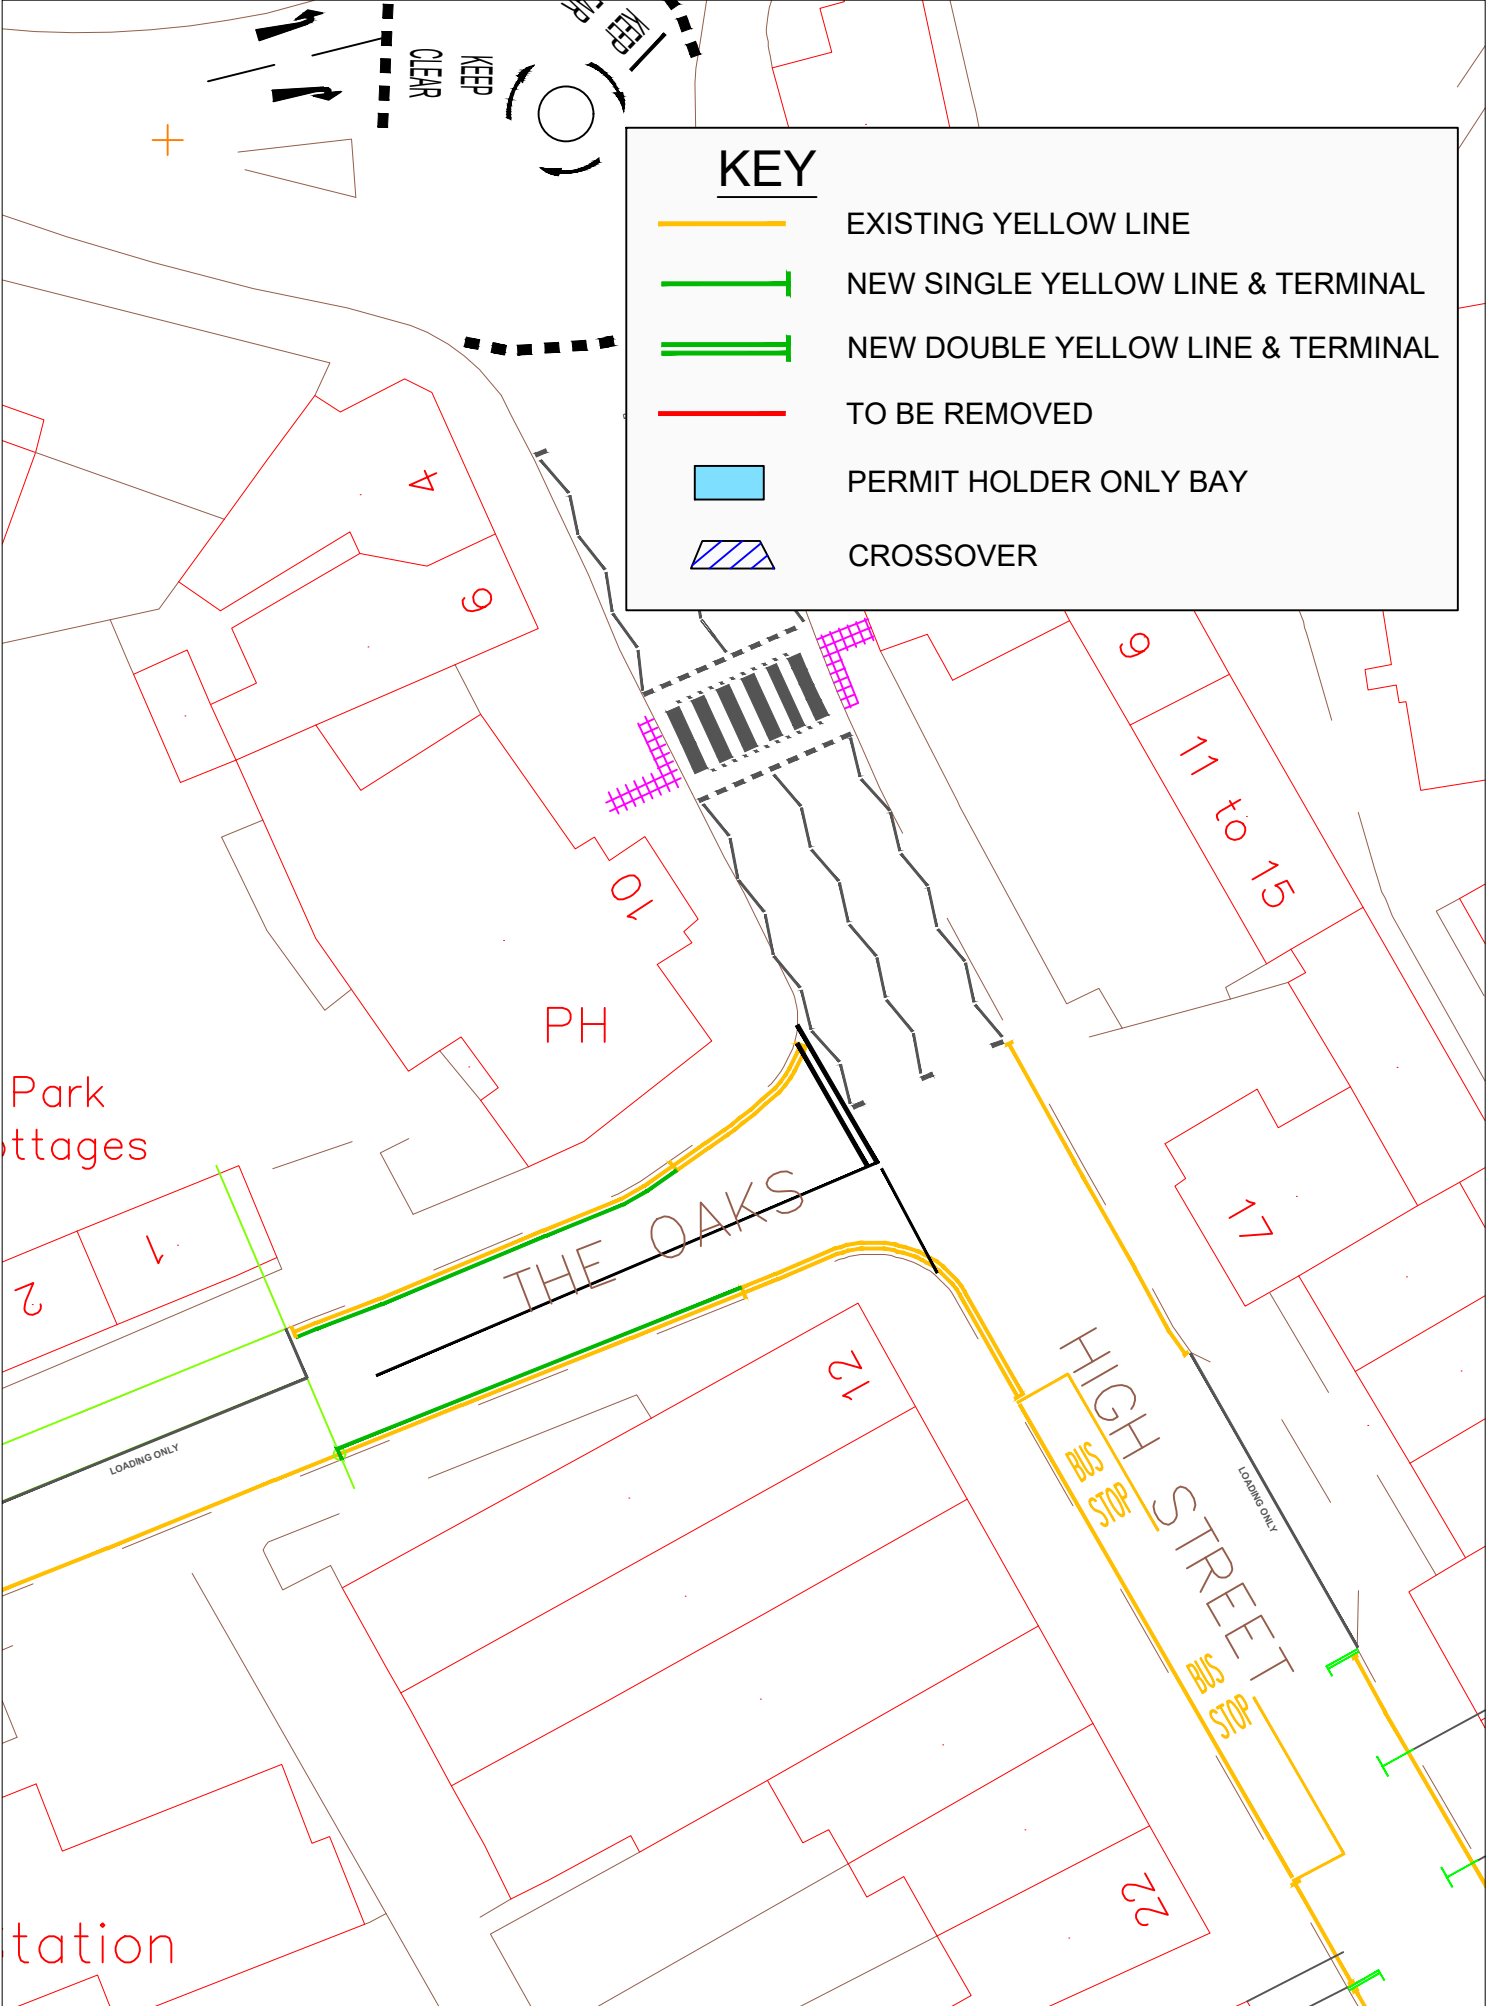 KEEP
CLEAR
KEEP
KEY
EXISTING YELLOW LINE
NEW SINGLE YELLOW LINE & TERMINAL
NEW DOUBLE YELLOW LINE & TERMINAL
TO BE REMOVED
PERMIT HOLDER ONLY BAY
CROSSOVER
4
6
9
11 to 15
10
PH
Park
ottages
1
2
THE OAKS
17
12
HIGH STREET
LOADING ONLY
LOADING ONLY
BUS
STOP
BUS
STOP
22
tation